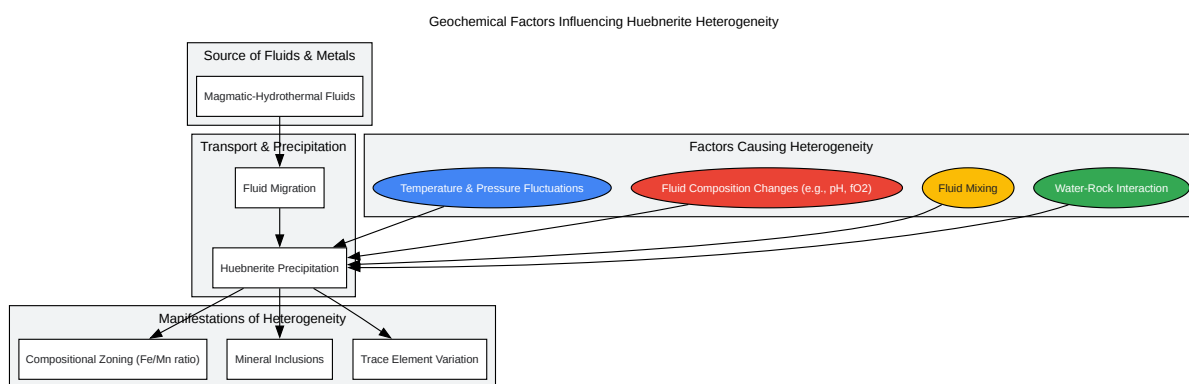 Geochemical Factors Influencing Huebnerite Heterogeneity
Source of Fluids & Metals
Magmatic-Hydrothermal Fluids
Transport & Precipitation
Factors Causing Heterogeneity
Fluid Migration
Temperature & Pressure Fluctuations
Fluid Composition Changes (e.g., pH, fO2)
Fluid Mixing
Water-Rock Interaction
Huebnerite Precipitation
Manifestations of Heterogeneity
Compositional Zoning (Fe/Mn ratio)
Mineral Inclusions
Trace Element Variation